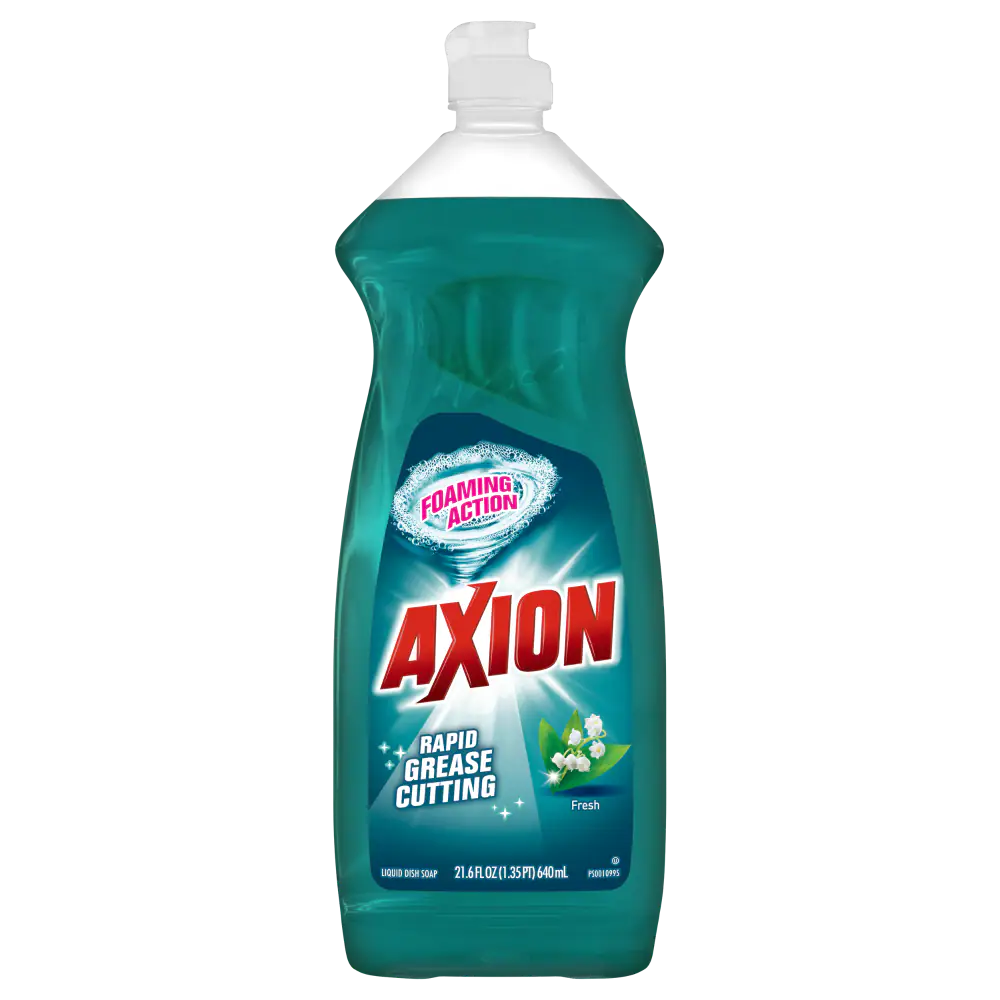 FOAMING
ACTION
AXION
RAPID
GREASE
CUTTING
Fresh
U
LIQUID DISH SOAP 21.6 FL OZ (1.35 PT) 640 mL PS0010995